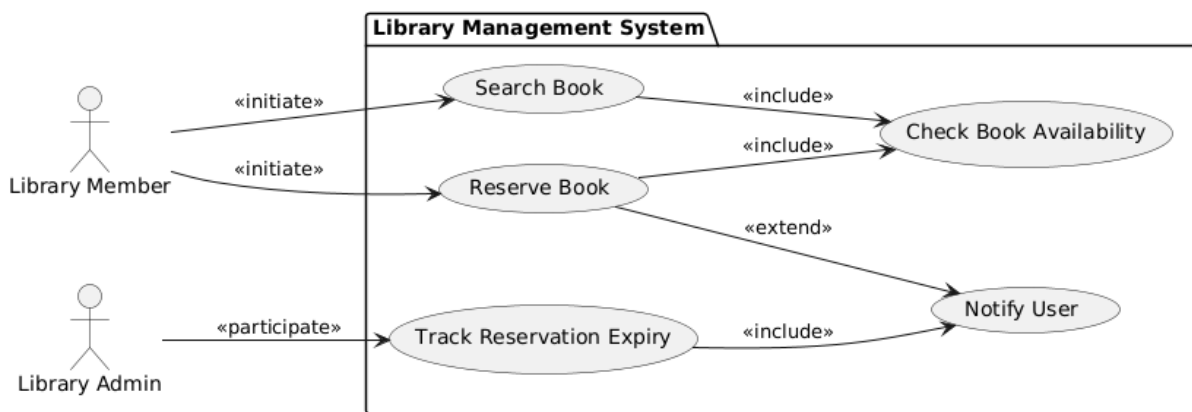 Library Management System
Search Book
«initiate»
«include»
Check Book Availability
«include»
«initiate»
Library Member
Reserve Book
«extend»
Notify User
«participate»
Track Reservation Expiry
«include»
Library Admin